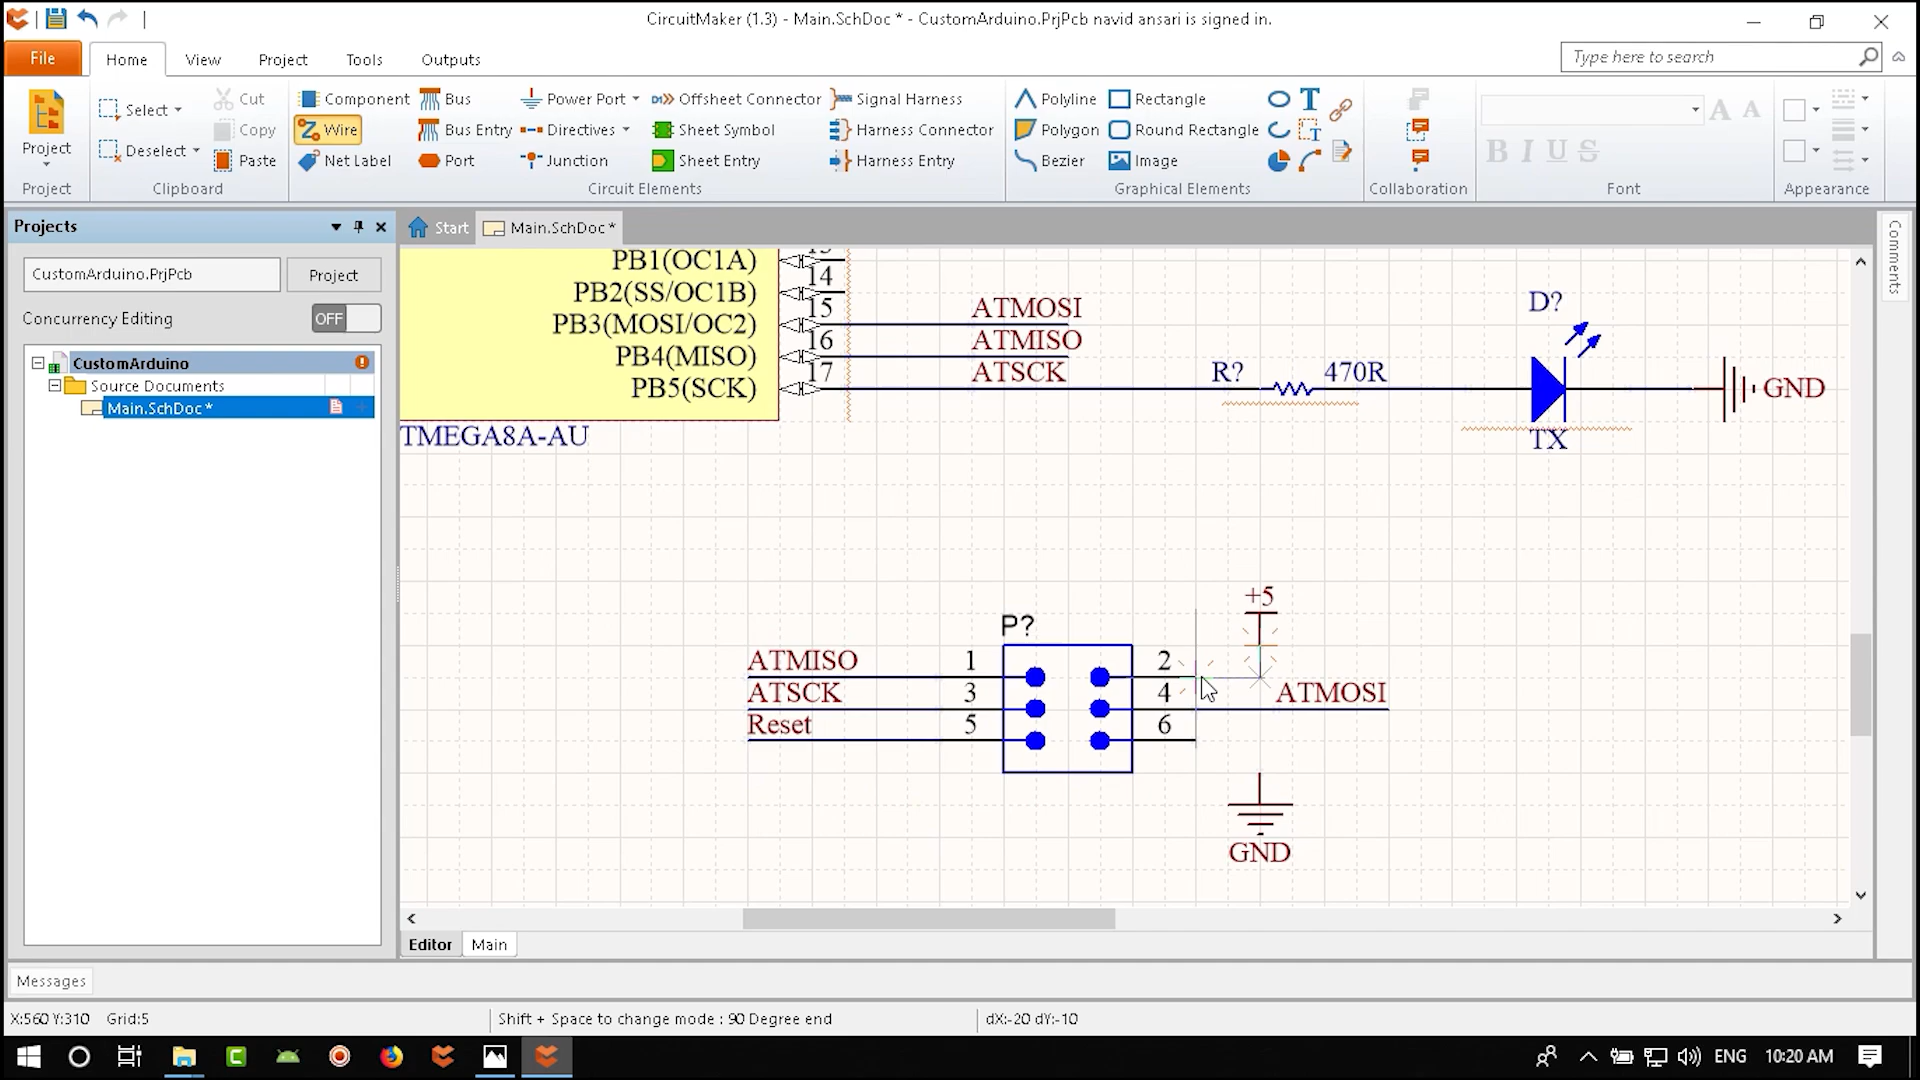 CircuitMaker (1.3) - Main.SchDoc * - CustomArduino.PrjPcb navid ansari is signed in.
File Home View Project Tools Outputs Type here to search
Select Cut Component Bus Power Port Offsheet Connector Signal Harness Polyline Rectangle T A A
Project Copy Wire Bus Entry Directives Sheet Symbol Harness Connector Polygon Round Rectangle T
Deselect Paste Net Label Port Junction Sheet Entry Harness Entry Bezier Image B I U S
Project Clipboard Circuit Elements Graphical Elements Collaboration Font Appearance
Projects
Start Main.SchDoc *
Comments
CustomArduino.PrjPcb Project
Concurrency Editing OFF
CustomArduino
Source Documents
Main.SchDoc *
PB1(OC1A)
14
PB2(SS/OC1B)
15
PB3(MOSI/OC2) ATMOSI D?
16
PB4(MISO) ATMISO
17
PB5(SCK) ATSCK R? 470R GND
TMEGA8A-AU TX
+5
P?
ATMISO 1 2
ATSCK 3 4 ATMOSI
Reset 5 6
GND
Editor Main
Messages
X:560 Y:310 Grid:5 Shift + Space to change mode : 90 Degree end dX:-20 dY:-10
ENG 10:20 AM